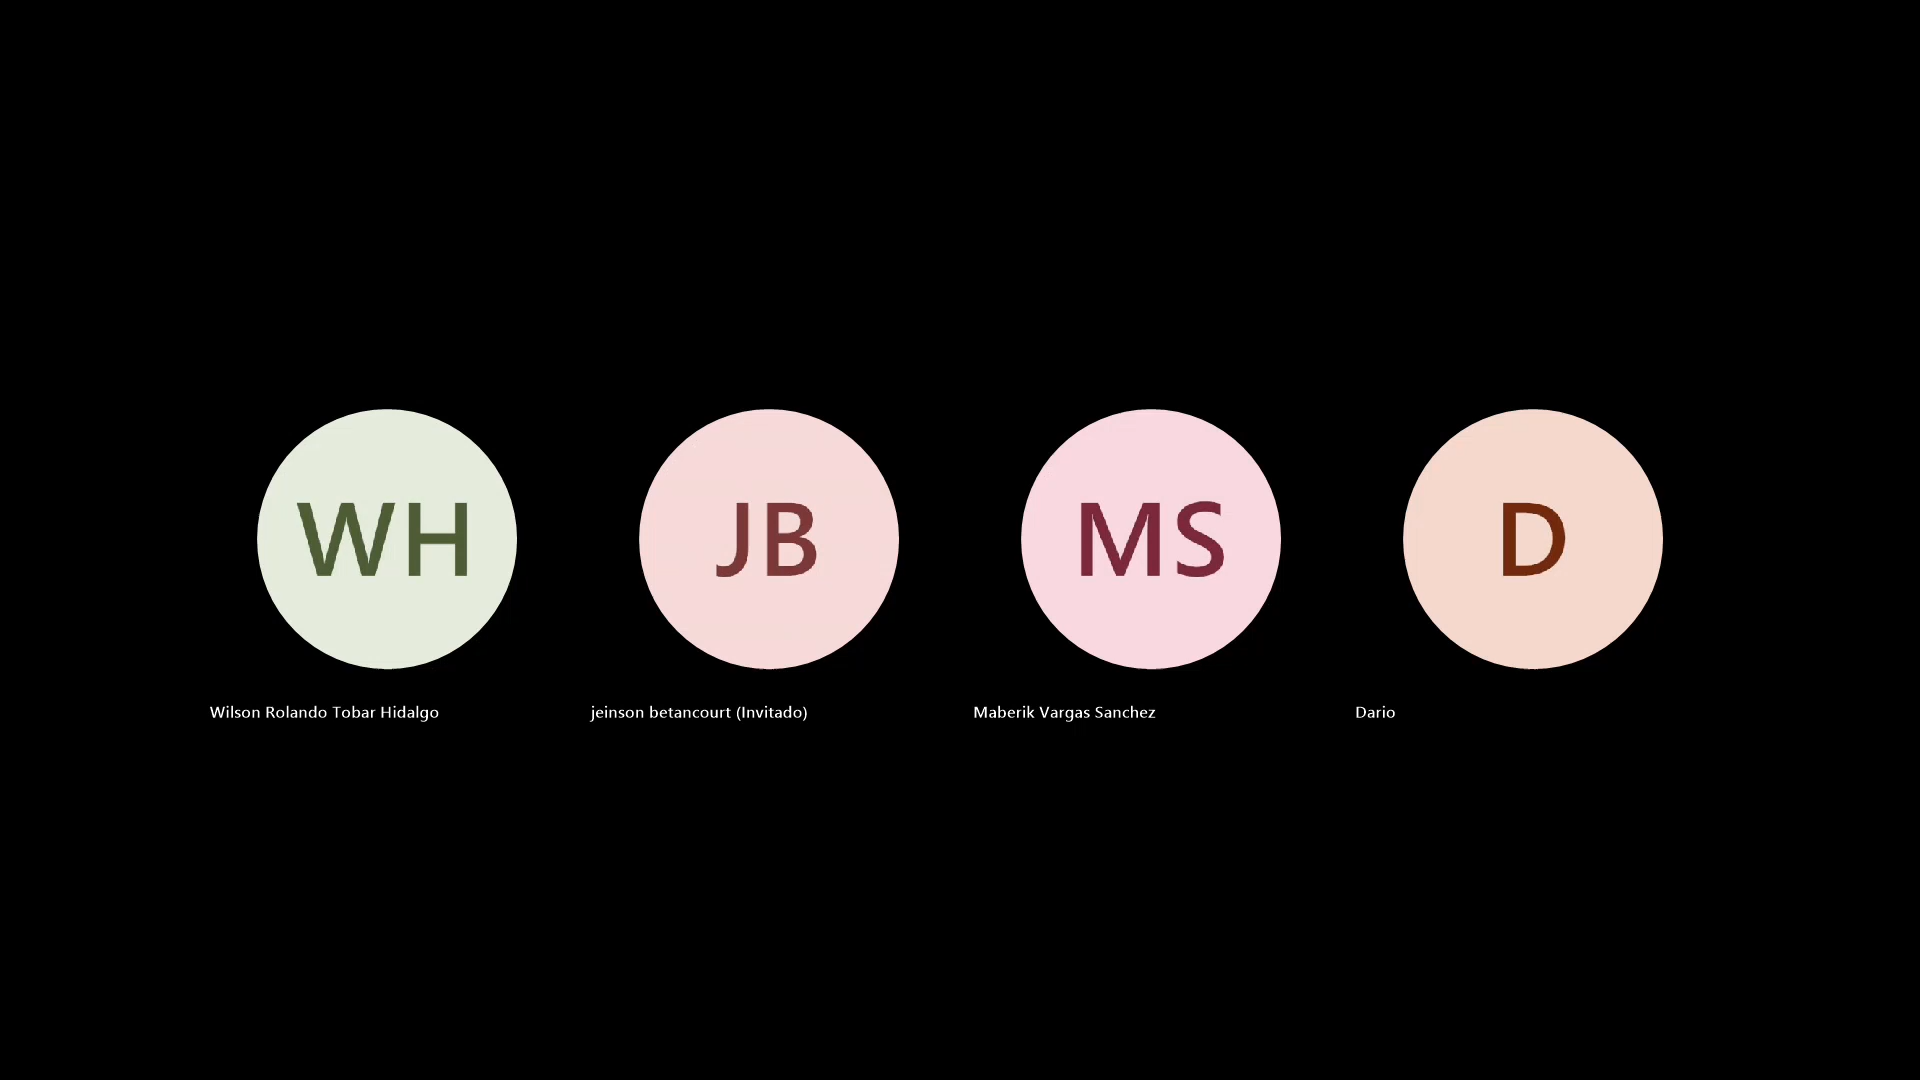 WH
JB
MS
D
Wilson Rolando Tobar Hidalgo
jeinson betancourt (Invitado)
Maberik Vargas Sanchez
Dario